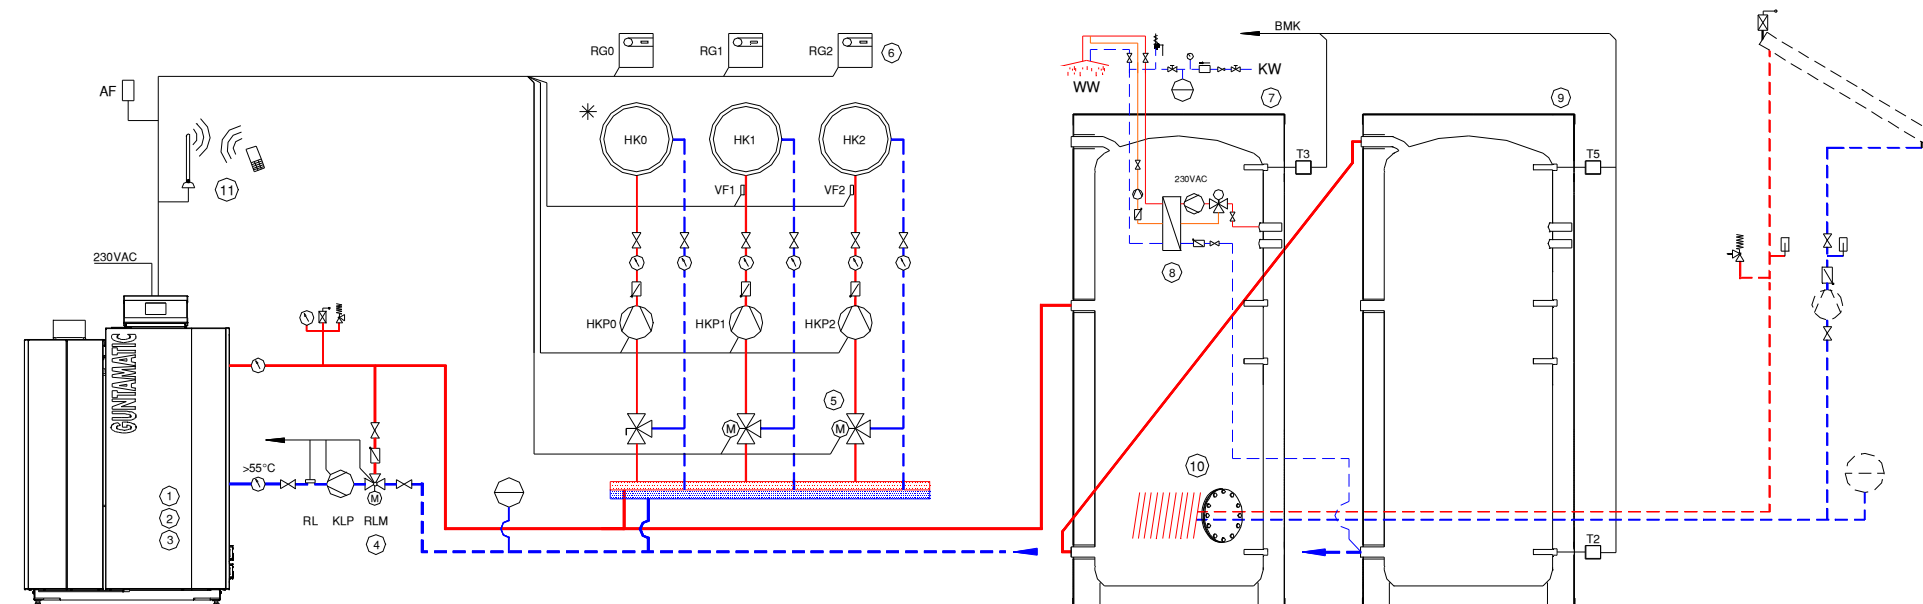 BMK
RG0 RG1 RG2 6
KW
WW
7 9
AF
HK0 HK1 HK2
T3 T5
230VAC
11 VF1 VF2
230VAC
8
HKP0 HKP1 HKP2
GUNTAMATIC
5
M M
>55°C
10
1
2
3
M
RL KLP RLM
4
T2